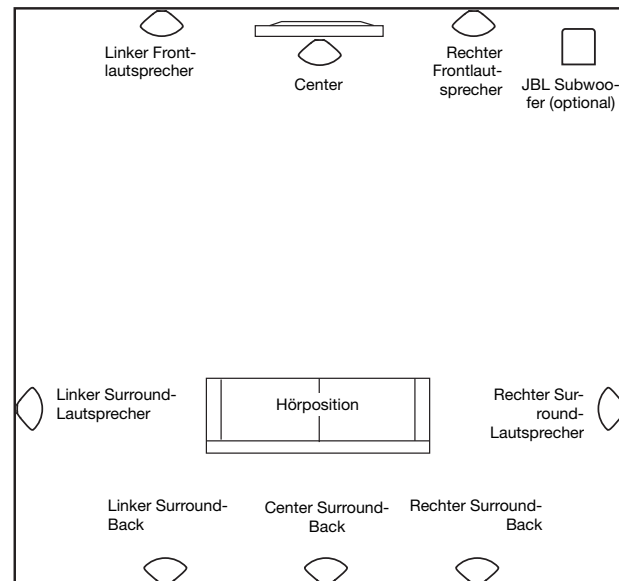 Linker Front-
lautsprecher
Center
Rechter
Frontlaut-
sprecher
JBL Subwoo-
fer (optional)
Linker Surround-
Lautsprecher
Hörposition
Rechter Sur-
round-
Lautsprecher
Linker Surround-
Back
Center Surround-
Back
Rechter Surround-
Back